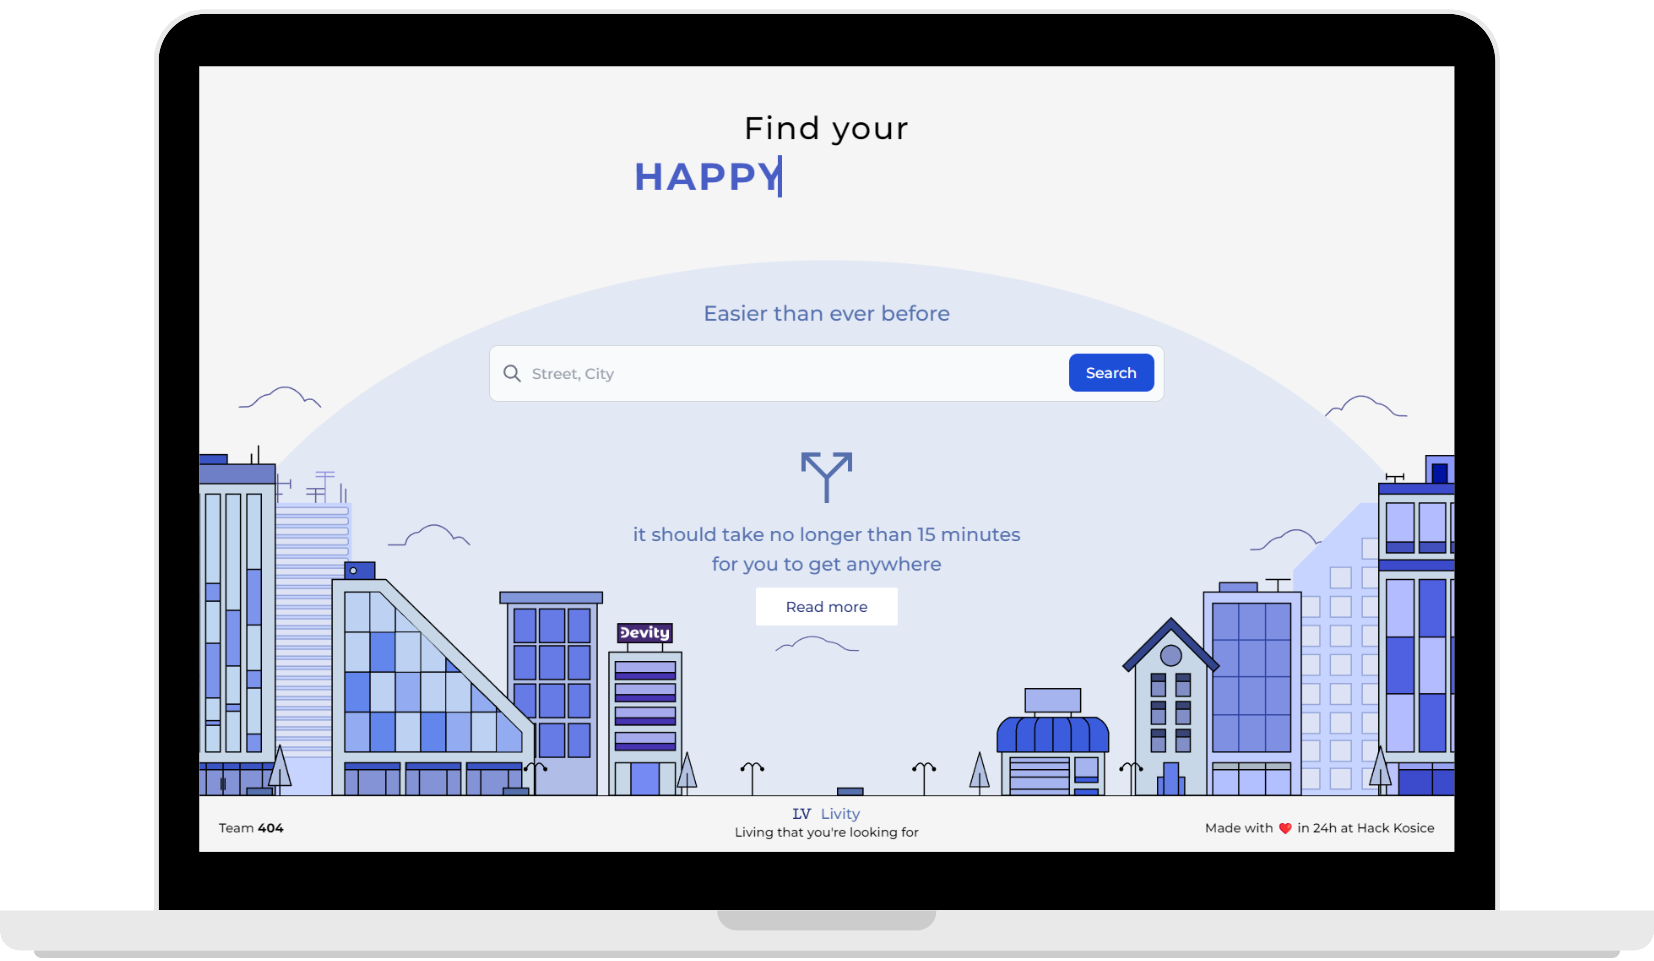 Find your
HAPPY
Easier than ever before
Street, City
Search
it should take no longer than 15 minutes
for you to get anywhere
Read more
Devity
LV Livity
Living that you're looking for
Team 404
Made with ❤️ in 24h at Hack Kosice